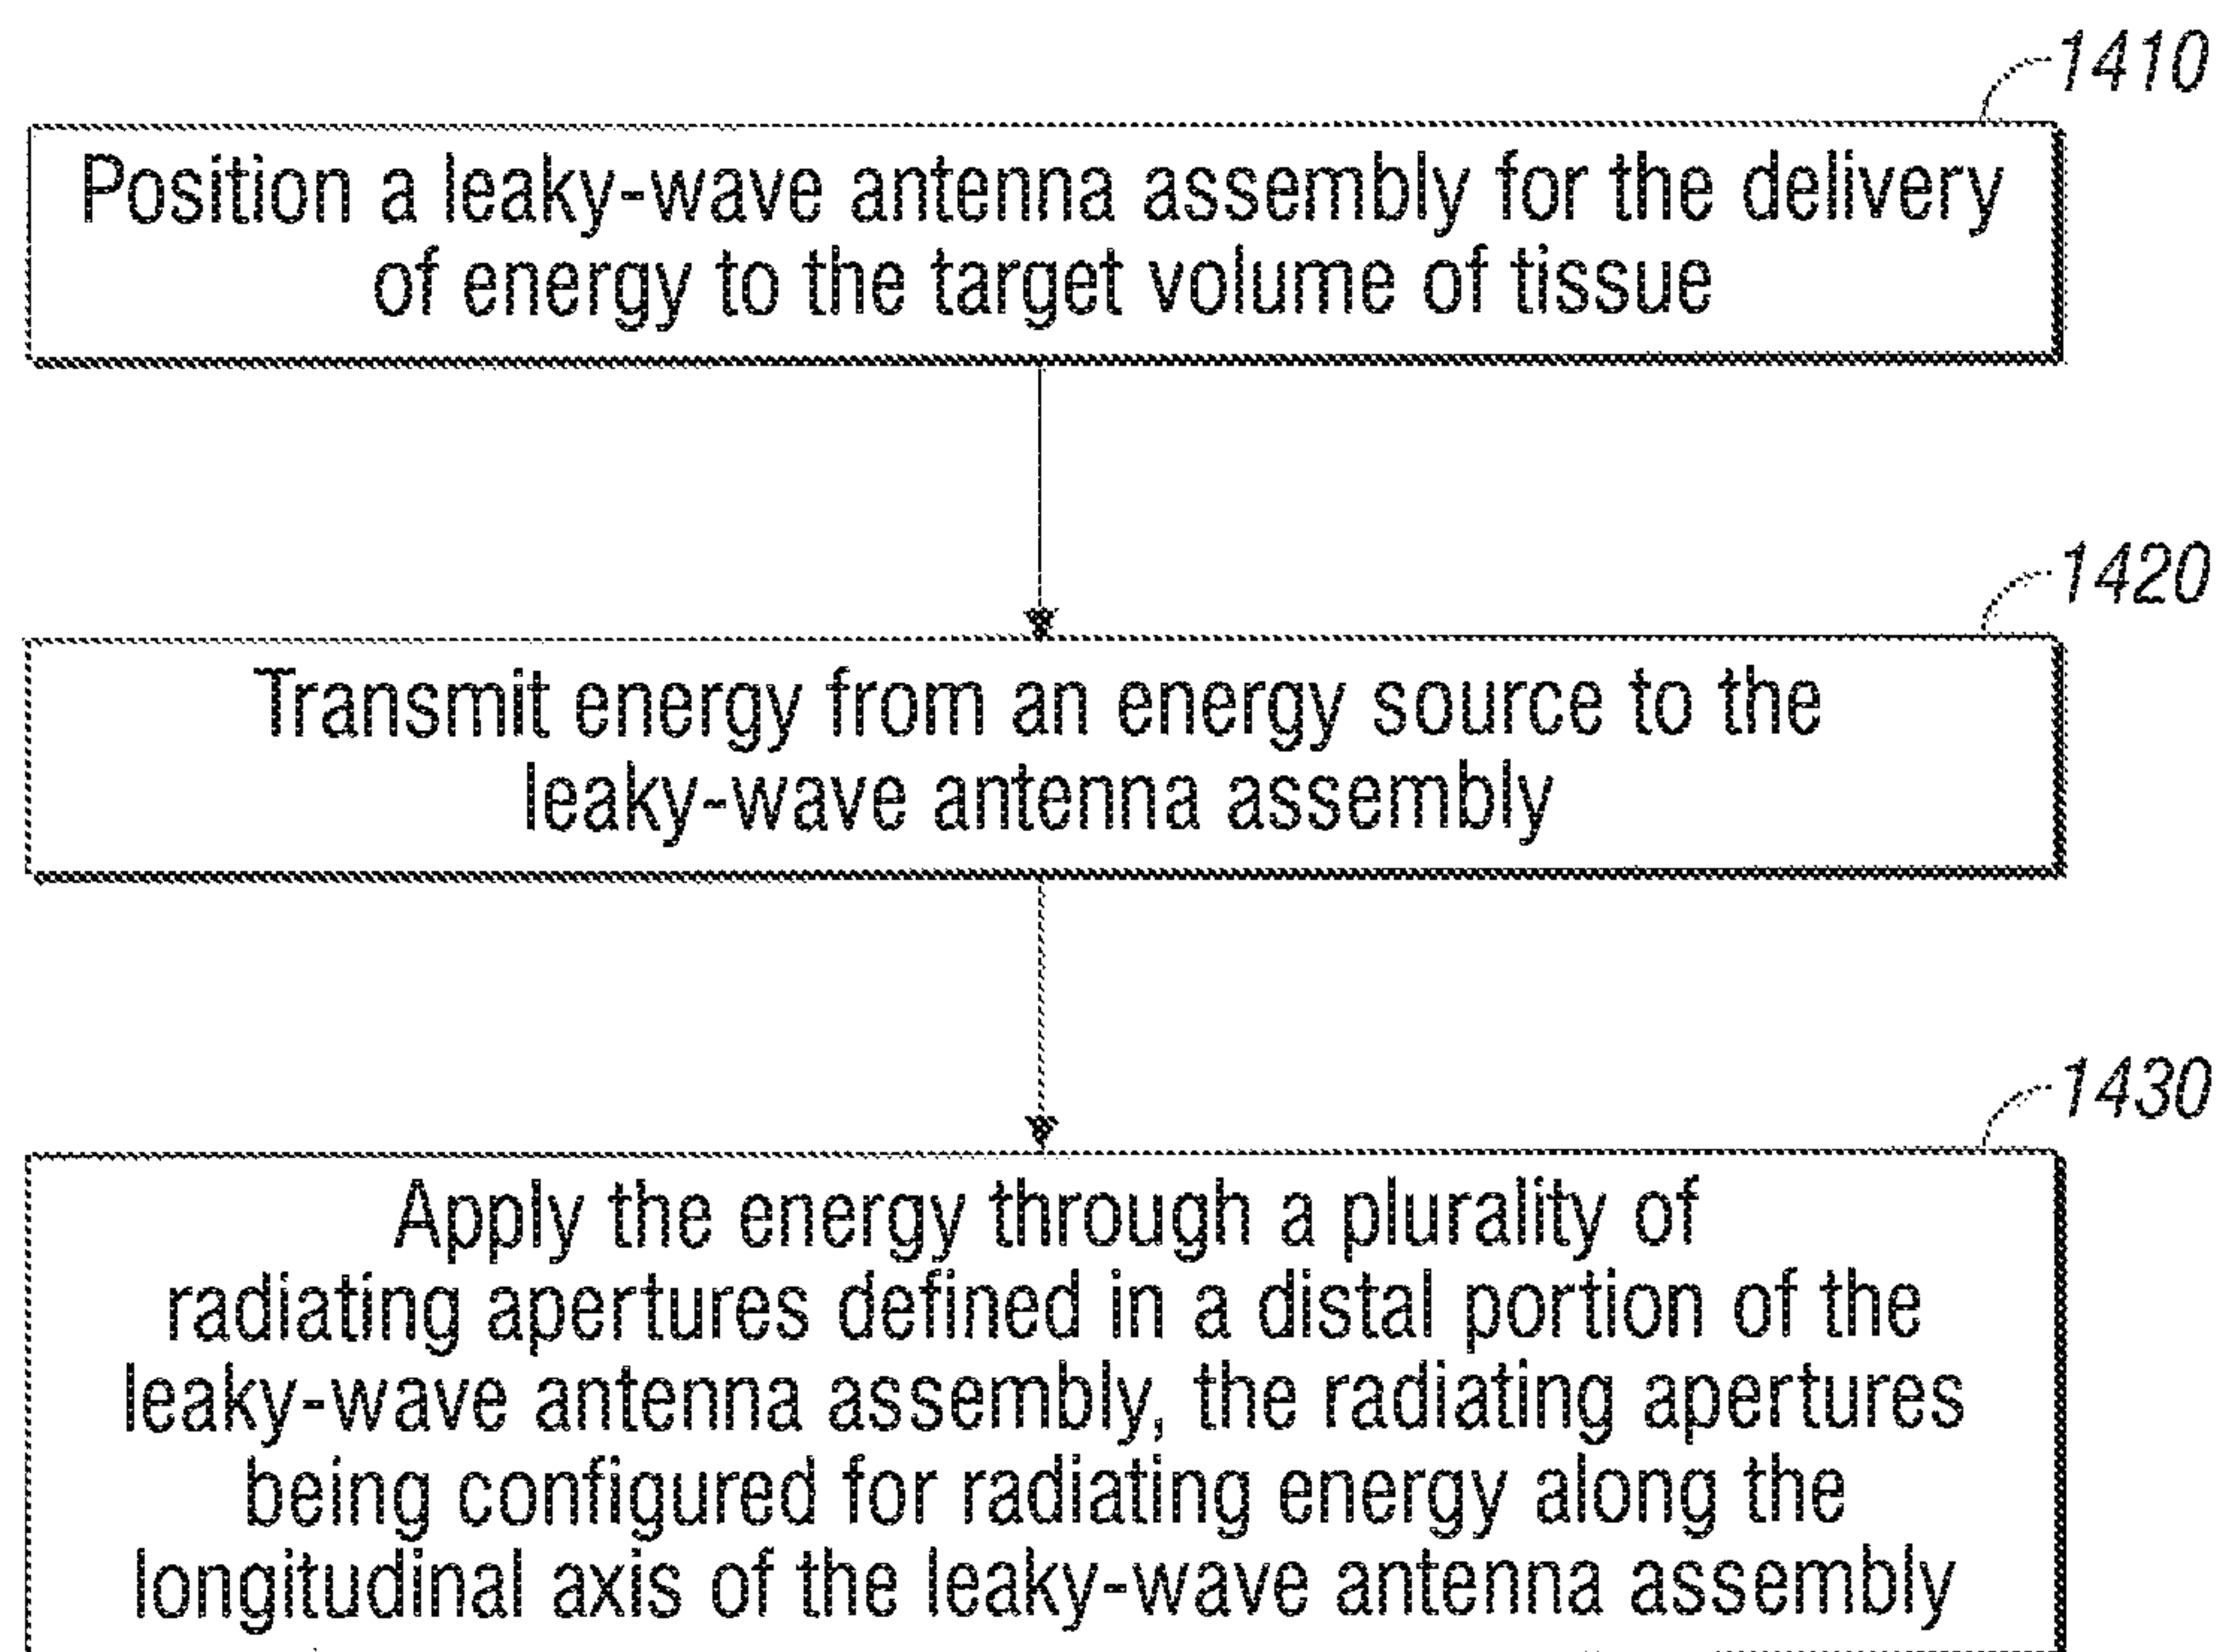 1410
Position a leaky-wave antenna assembly for the delivery
of energy to the target volume of tissue
1420
Transmit energy from an energy source to the
leaky-wave antenna assembly
1430
Apply the energy through a plurality of
radiating apertures defined in a distal portion of the
leaky-wave antenna assembly, the radiating apertures
being configured for radiating energy along the
longitudinal axis of the leaky-wave antenna assembly